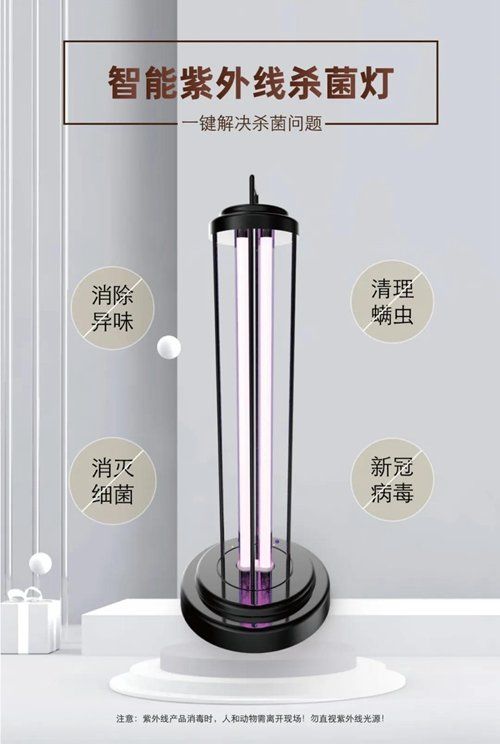 智能紫外线杀菌灯
一键解决杀菌问题
消除
异味
清理
螨虫
消灭
细菌
新冠
病毒
注意：紫外线产品消毒时，人和动物需离开现场！勿直视紫外线光源！